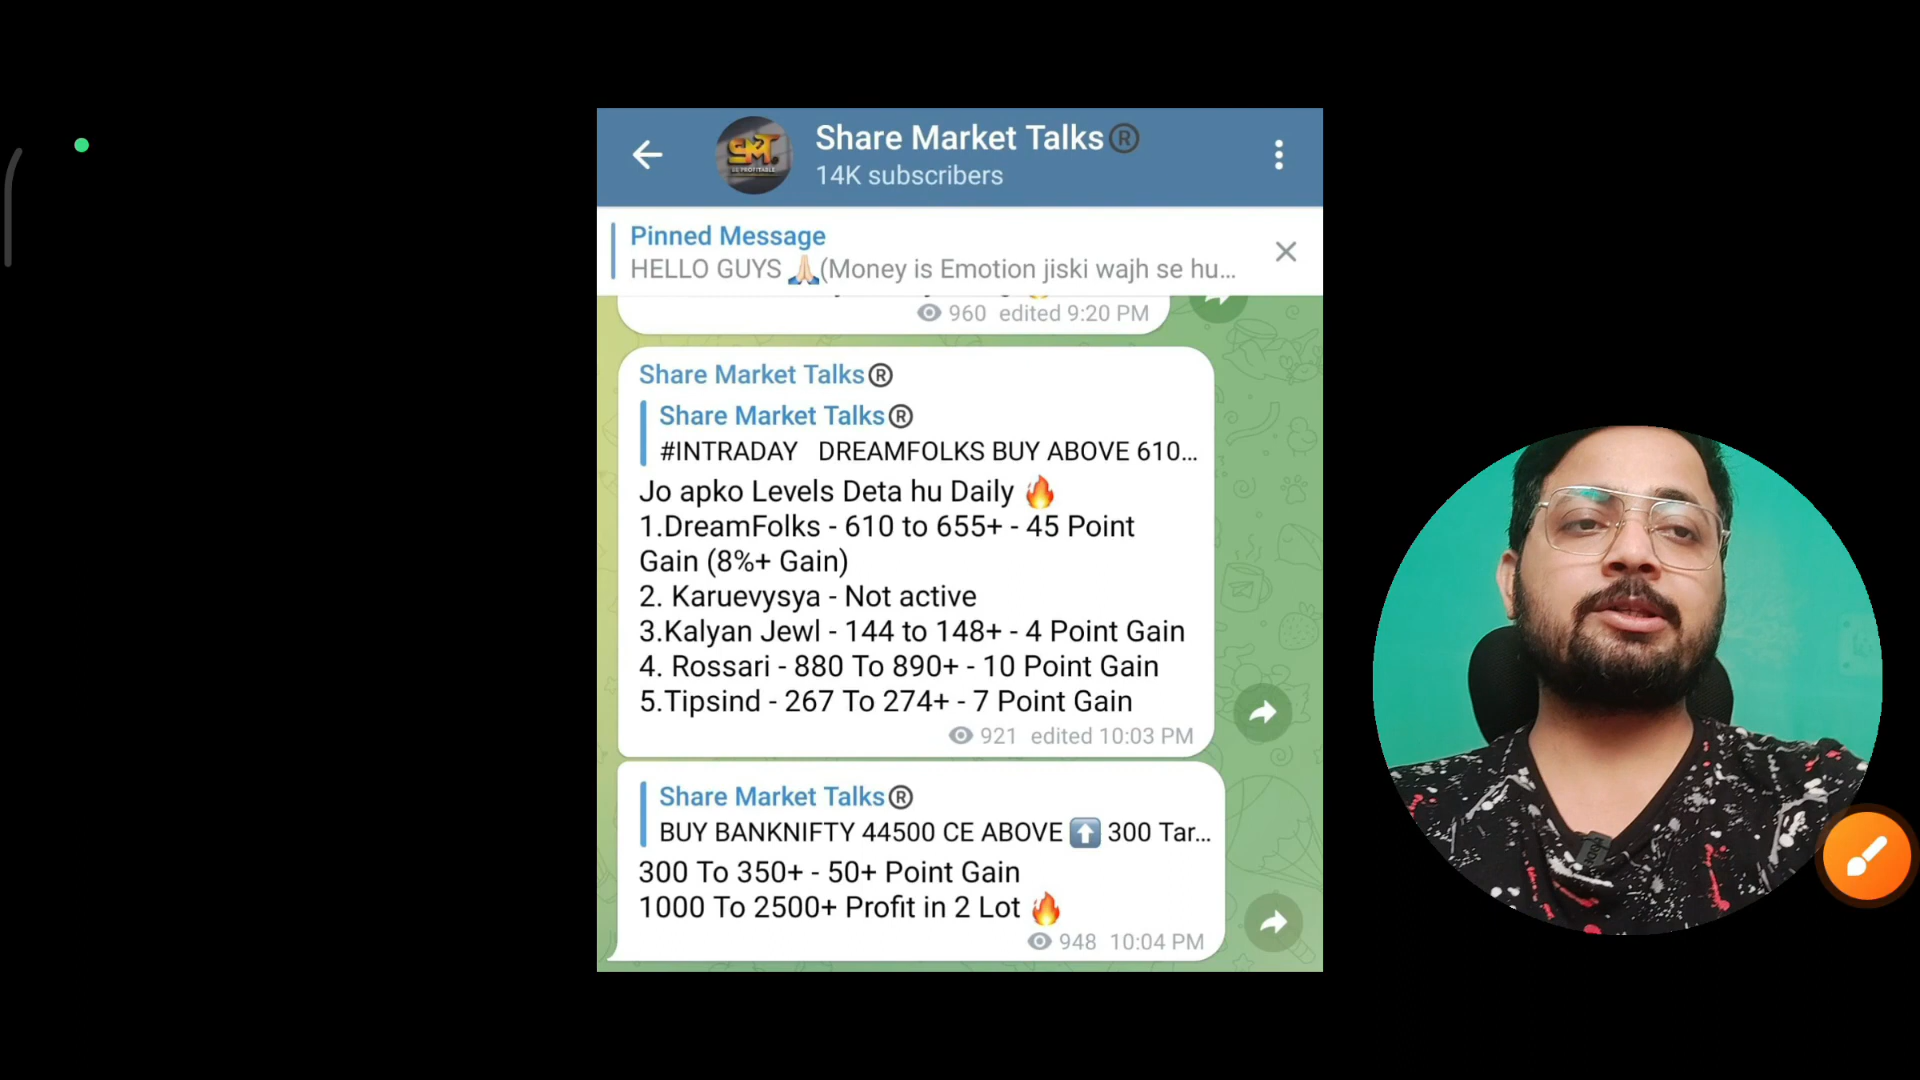 Share Market Talks®
14K subscribers
SMT.
BE PROFITABLE
Pinned Message
HELLO GUYS 🙏🏻(Money is Emotion jiski wajh se hu...
960 edited 9:20 PM
Share Market Talks®
Share Market Talks®
#INTRADAY DREAMFOLKS BUY ABOVE 610...
Jo apko Levels Deta hu Daily 🔥
1.DreamFolks - 610 to 655+ - 45 Point
Gain (8%+ Gain)
2. Karuevysya - Not active
3.Kalyan Jewl - 144 to 148+ - 4 Point Gain
4. Rossari - 880 To 890+ - 10 Point Gain
5.Tipsind - 267 To 274+ - 7 Point Gain
921 edited 10:03 PM
Share Market Talks®
BUY BANKNIFTY 44500 CE ABOVE ⬆️ 300 Tar...
300 To 350+ - 50+ Point Gain
1000 To 2500+ Profit in 2 Lot 🔥
948 10:04 PM